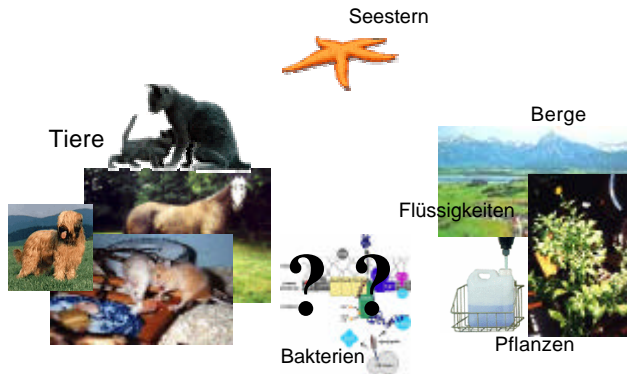 Seestern
Tiere
Berge
Flüssigkeiten
? ?
Bakterien
Pflanzen